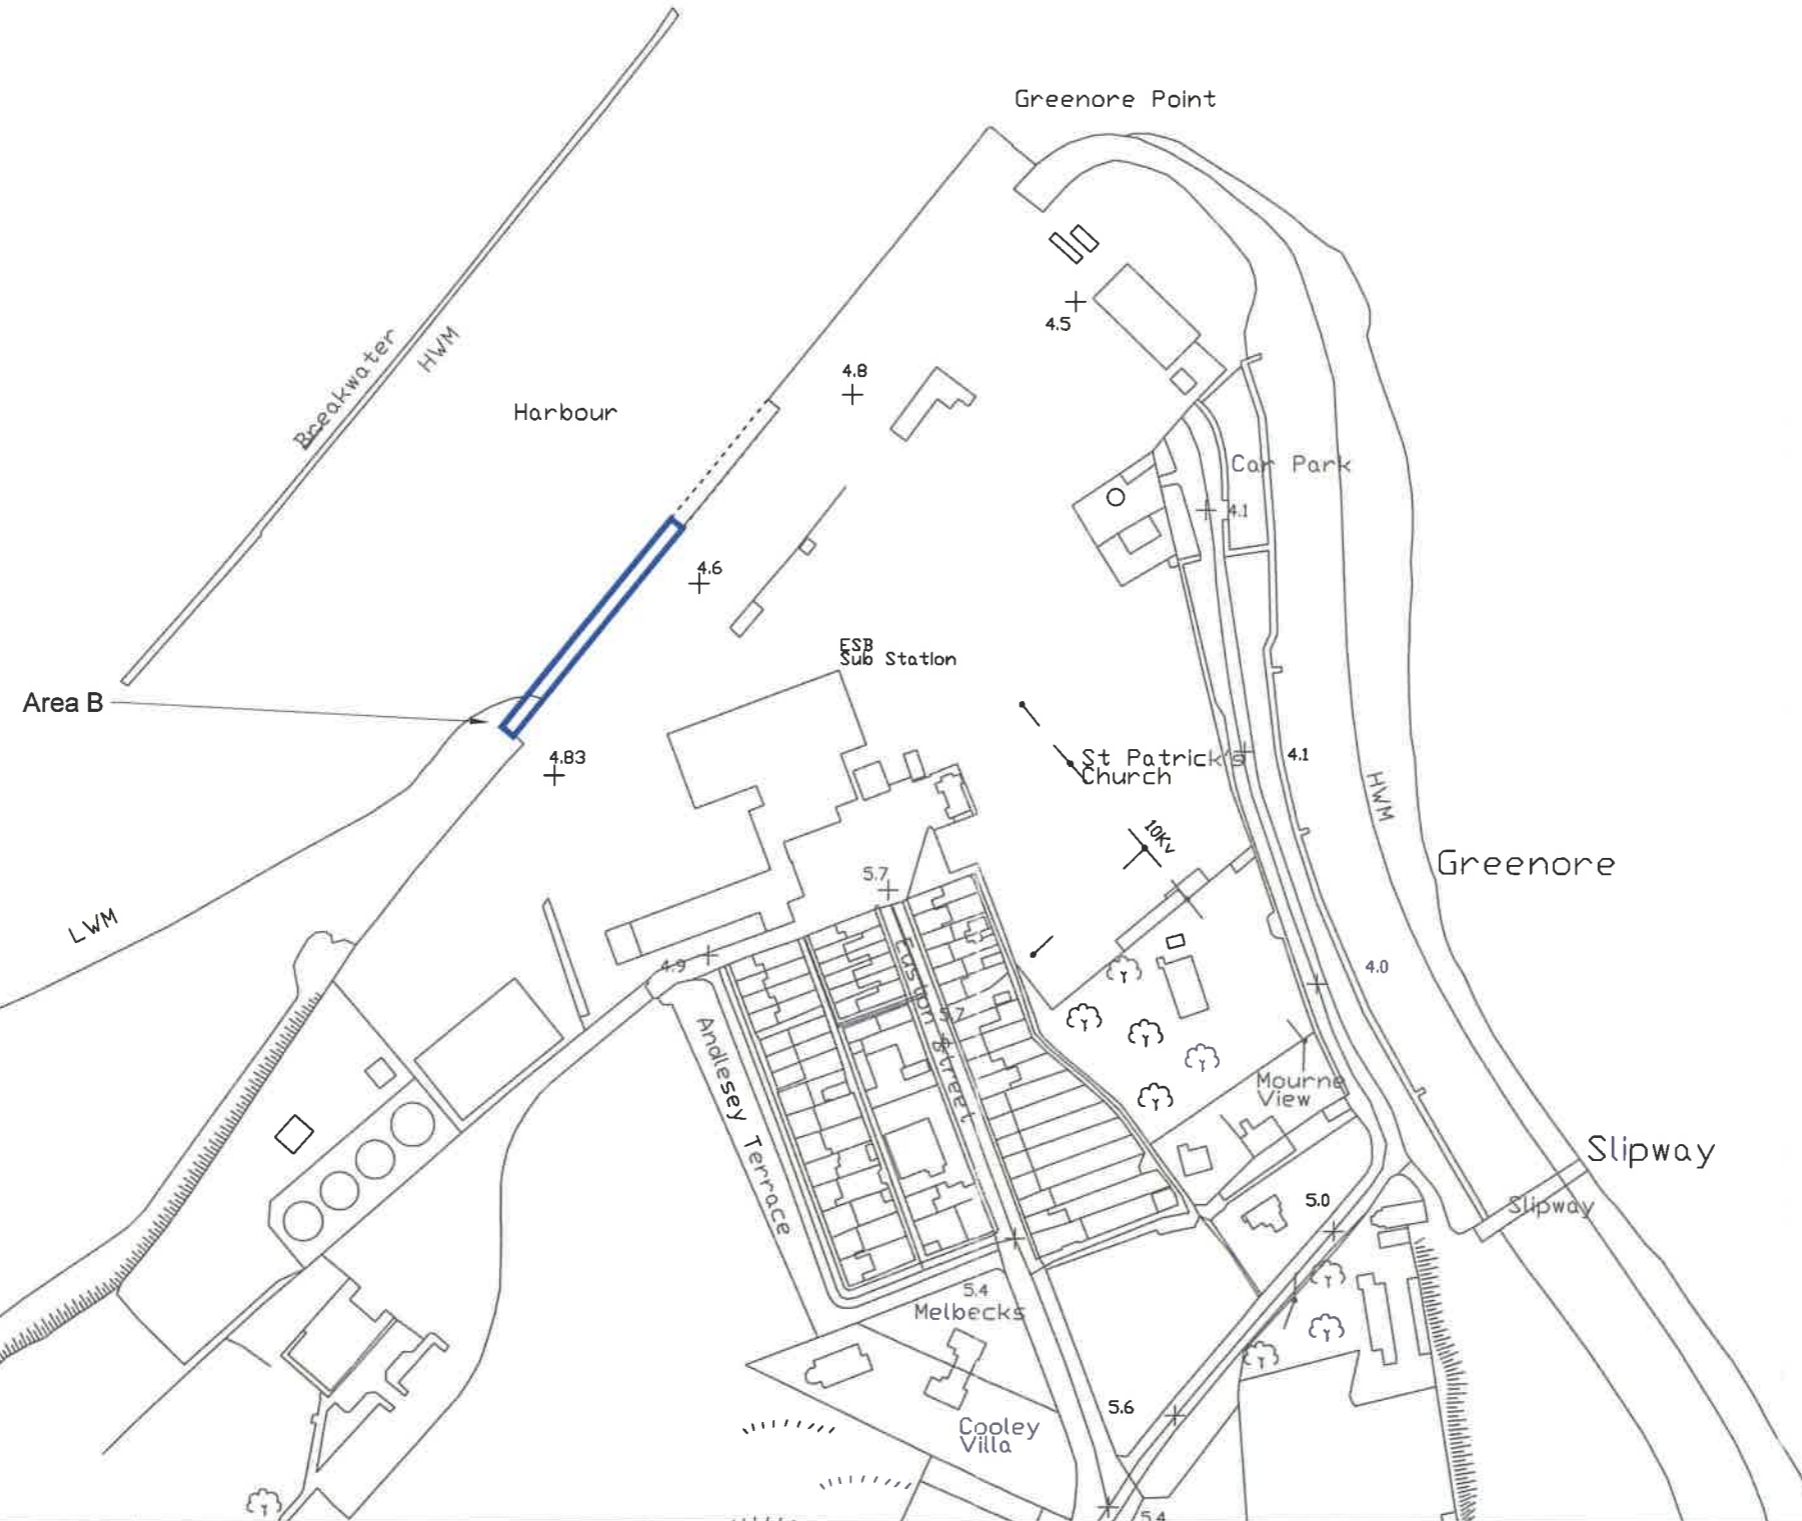 Greenore Point
4.5
4.8
Breakwater
HWM
Harbour
Car Park
4.1
4.6
ESB
Sub Station
Area B
4.83
St Patrick's
Church
4.1
HWM
10Kv
Greenore
5.7
LWM
4.9
Euston Street
4.0
5.7
Andlesey Terrace
Mourne
View
Slipway
Slipway
5.0
5.4
Melbecks
5.6
Cooley
Villa
5.4